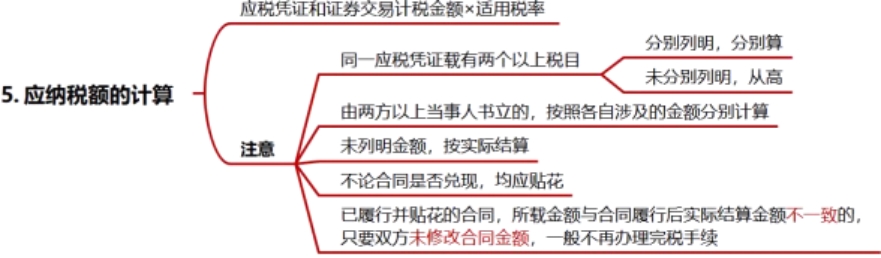 应税凭证和证券交易计税金额×适用税率
5. 应纳税额的计算
注意
同一应税凭证载有两个以上税目
分别列明，分别算
未分别列明，从高
由两方以上当事人书立的，按照各自涉及的金额分别计算
未列明金额，按实际结算
不论合同是否兑现，均应贴花
已履行并贴花的合同，所载金额与合同履行后实际结算金额不一致的，
只要双方未修改合同金额，一般不再办理完税手续